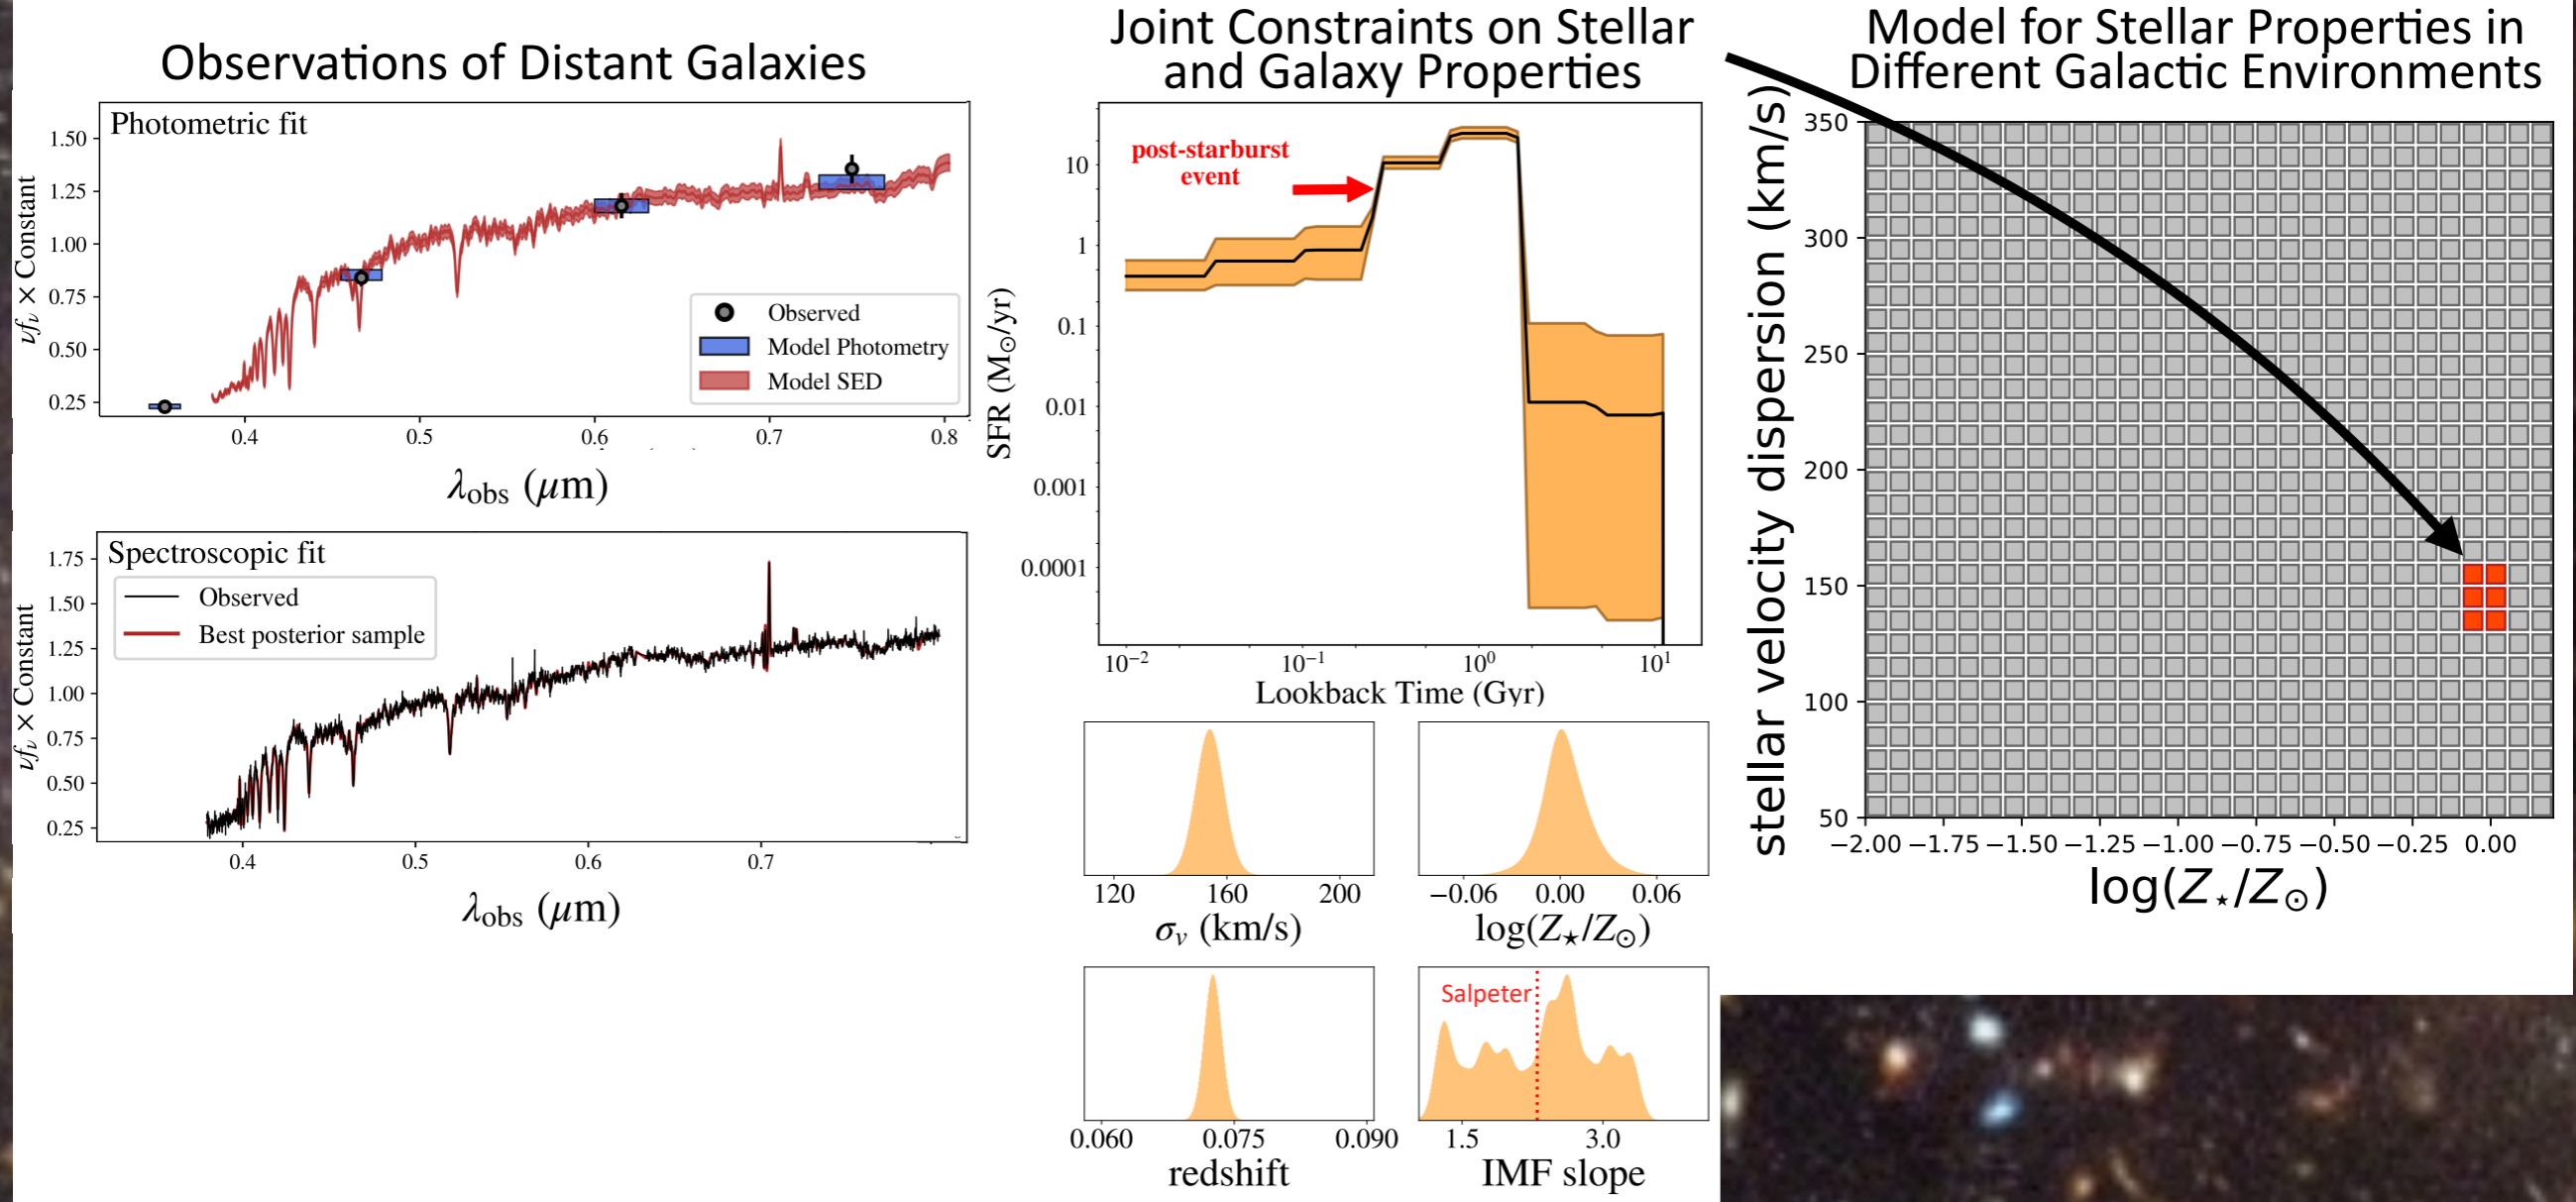 Observations of Distant Galaxies
Photometric fit
1.50
1.25
1.00
0.75
0.50
0.25
νfν × Constant
Observed
Model Photometry
Model SED
0.4 0.5 0.6 0.7 0.8
λobs (μm)
Spectroscopic fit
Observed
Best posterior sample
1.75
1.50
1.25
1.00
0.75
0.50
0.25
νfν × Constant
0.4 0.5 0.6 0.7
λobs (μm)
Joint Constraints on Stellar
and Galaxy Properties
post-starburst
event
10
1
0.1
0.01
0.001
0.0001
SFR (M⊙/yr)
10⁻² 10⁻¹ 10⁰ 10¹
Lookback Time (Gyr)
120 160 200
σv (km/s)
−0.06 0.00 0.06
log(Z★/Z⊙)
0.060 0.075 0.090
redshift
Salpeter
1.5 3.0
IMF slope
Model for Stellar Properties in
Different Galactic Environments
stellar velocity dispersion (km/s)
350
300
250
200
150
100
50
−2.00 −1.75 −1.50 −1.25 −1.00 −0.75 −0.50 −0.25 0.00
log(Z⋆/Z⊙)